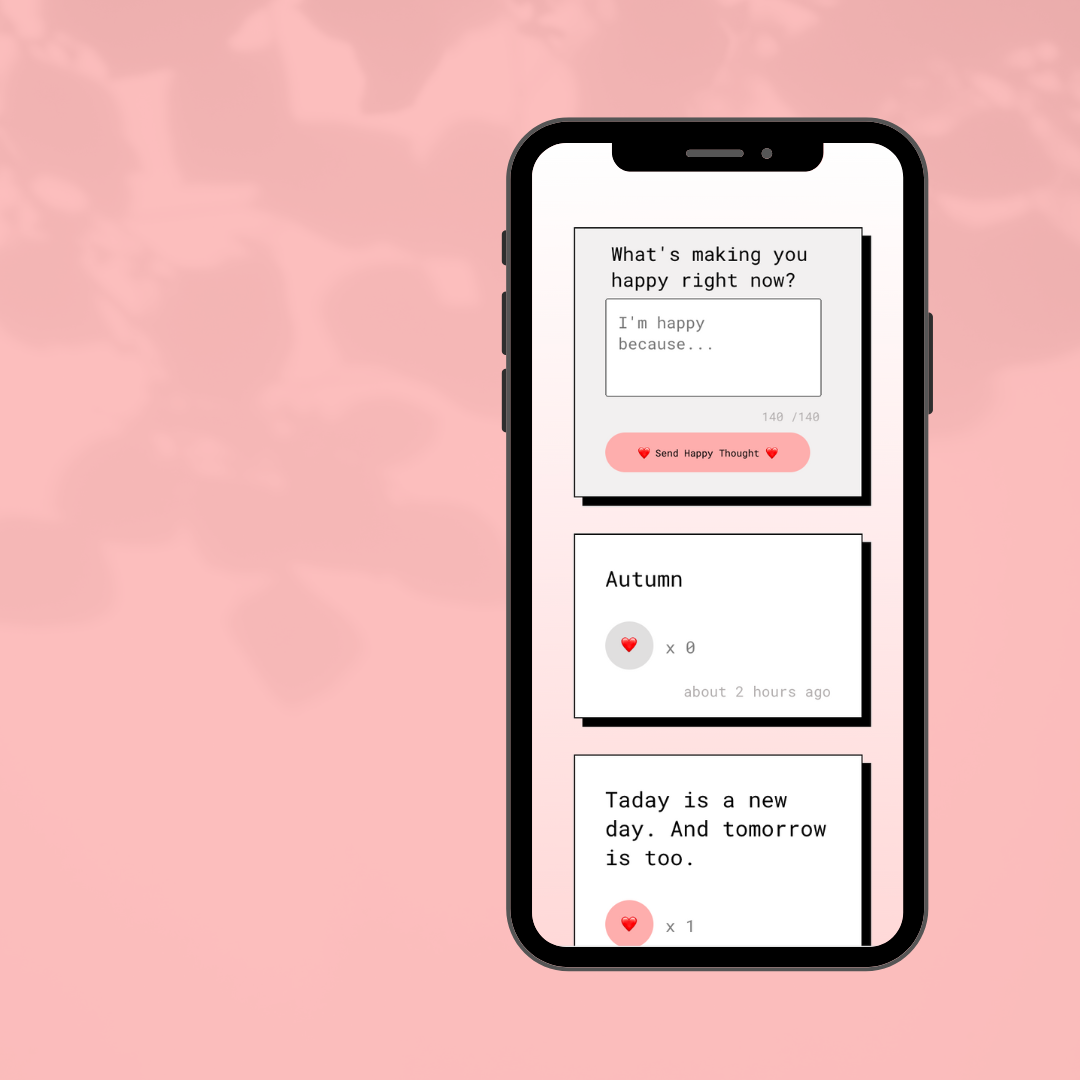 What's making you
happy right now?
I'm happy
because...
140 /140
❤️ Send Happy Thought ❤️
Autumn
❤️ x 0
about 2 hours ago
Taday is a new
day. And tomorrow
is too.
❤️ x 1